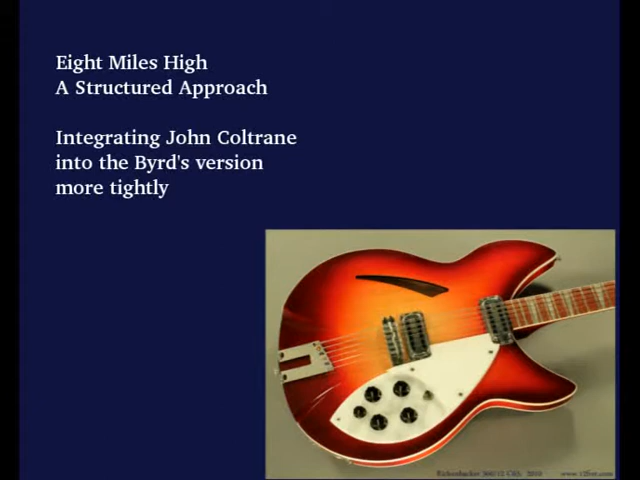 Eight Miles High
A Structured Approach
Integrating John Coltrane
into the Byrd's version
more tightly